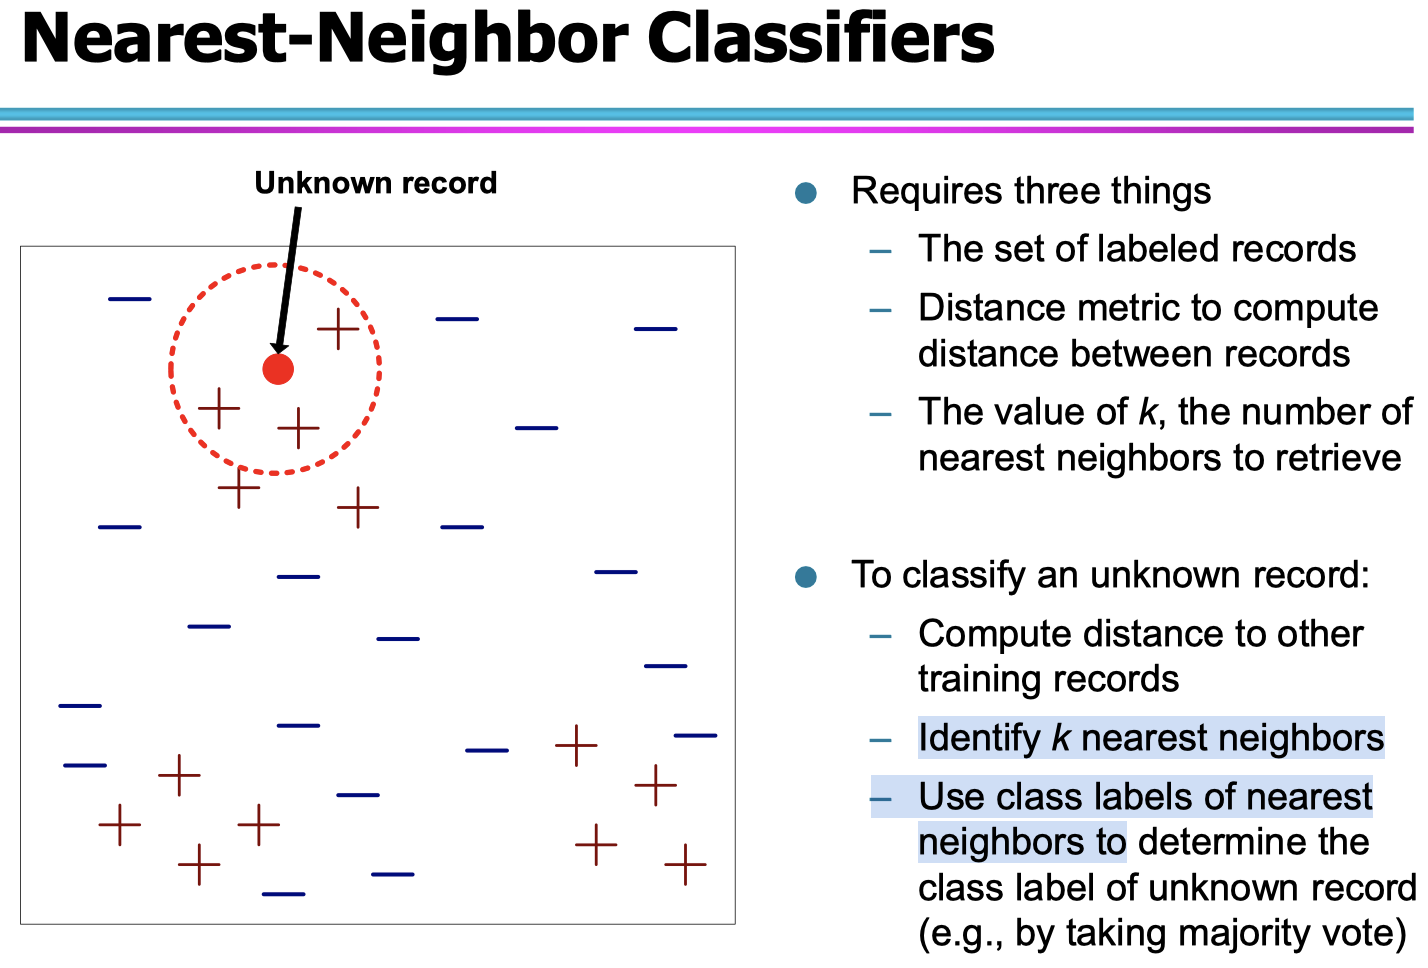 Nearest-Neighbor Classifiers
Unknown record
Requires three things
– The set of labeled records
– Distance metric to compute
distance between records
– The value of k, the number of
nearest neighbors to retrieve
To classify an unknown record:
– Compute distance to other
training records
– Identify k nearest neighbors
– Use class labels of nearest
neighbors to determine the
class label of unknown record
(e.g., by taking majority vote)